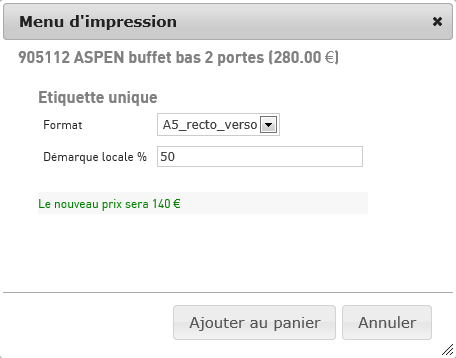 Menu d'impression
905112 ASPEN buffet bas 2 portes (280.00 €)
Etiquette unique
Format A5_recto_verso
Démarque locale % 50
Le nouveau prix sera 140 €
Ajouter au panier Annuler